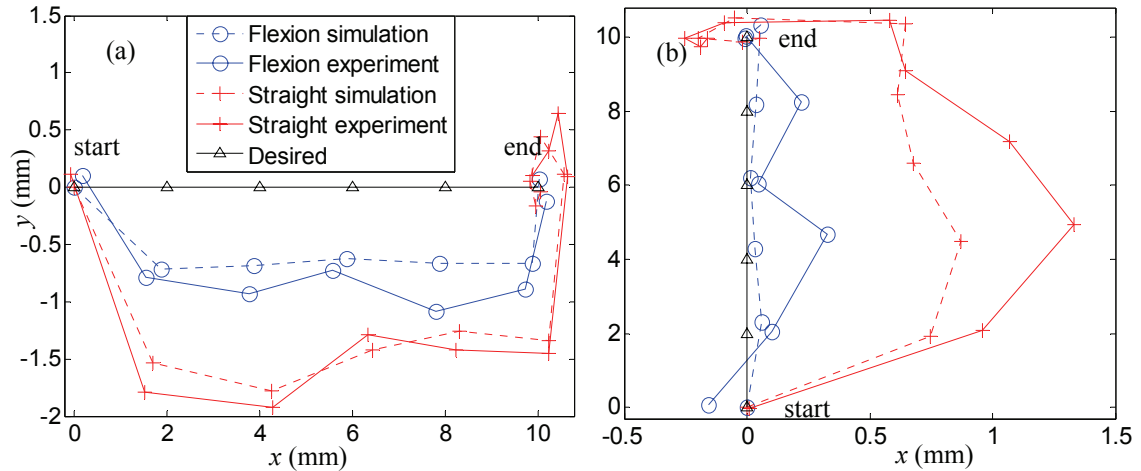 (a)
Flexion simulation
Flexion experiment
Straight simulation
Straight experiment
Desired
start
end
1.5
1
0.5
0
-0.5
-1
-1.5
-2
y (mm)
0 2 4 6 8 10
x (mm)
(b)
end
start
10
8
6
4
2
0
-0.5 0 0.5 1 1.5
x (mm)